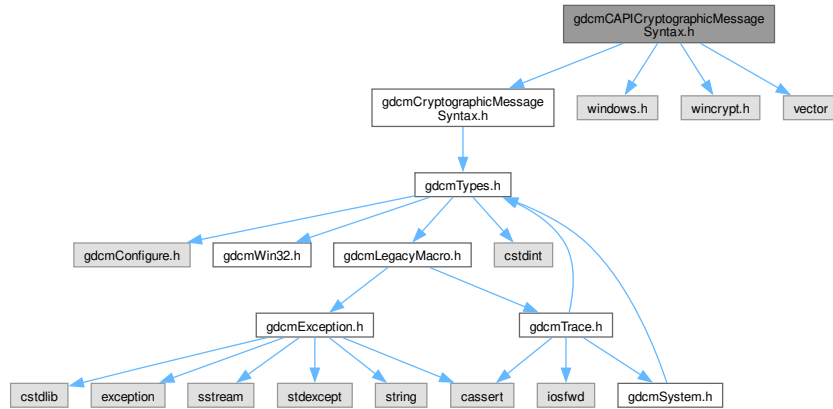 gdcmCAPICryptographicMessage
Syntax.h
gdcmCryptographicMessage
Syntax.h
windows.h
wincrypt.h
vector
gdcmTypes.h
gdcmConfigure.h
gdcmWin32.h
gdcmLegacyMacro.h
cstdint
gdcmException.h
gdcmTrace.h
cstdlib
exception
sstream
stdexcept
string
cassert
iosfwd
gdcmSystem.h